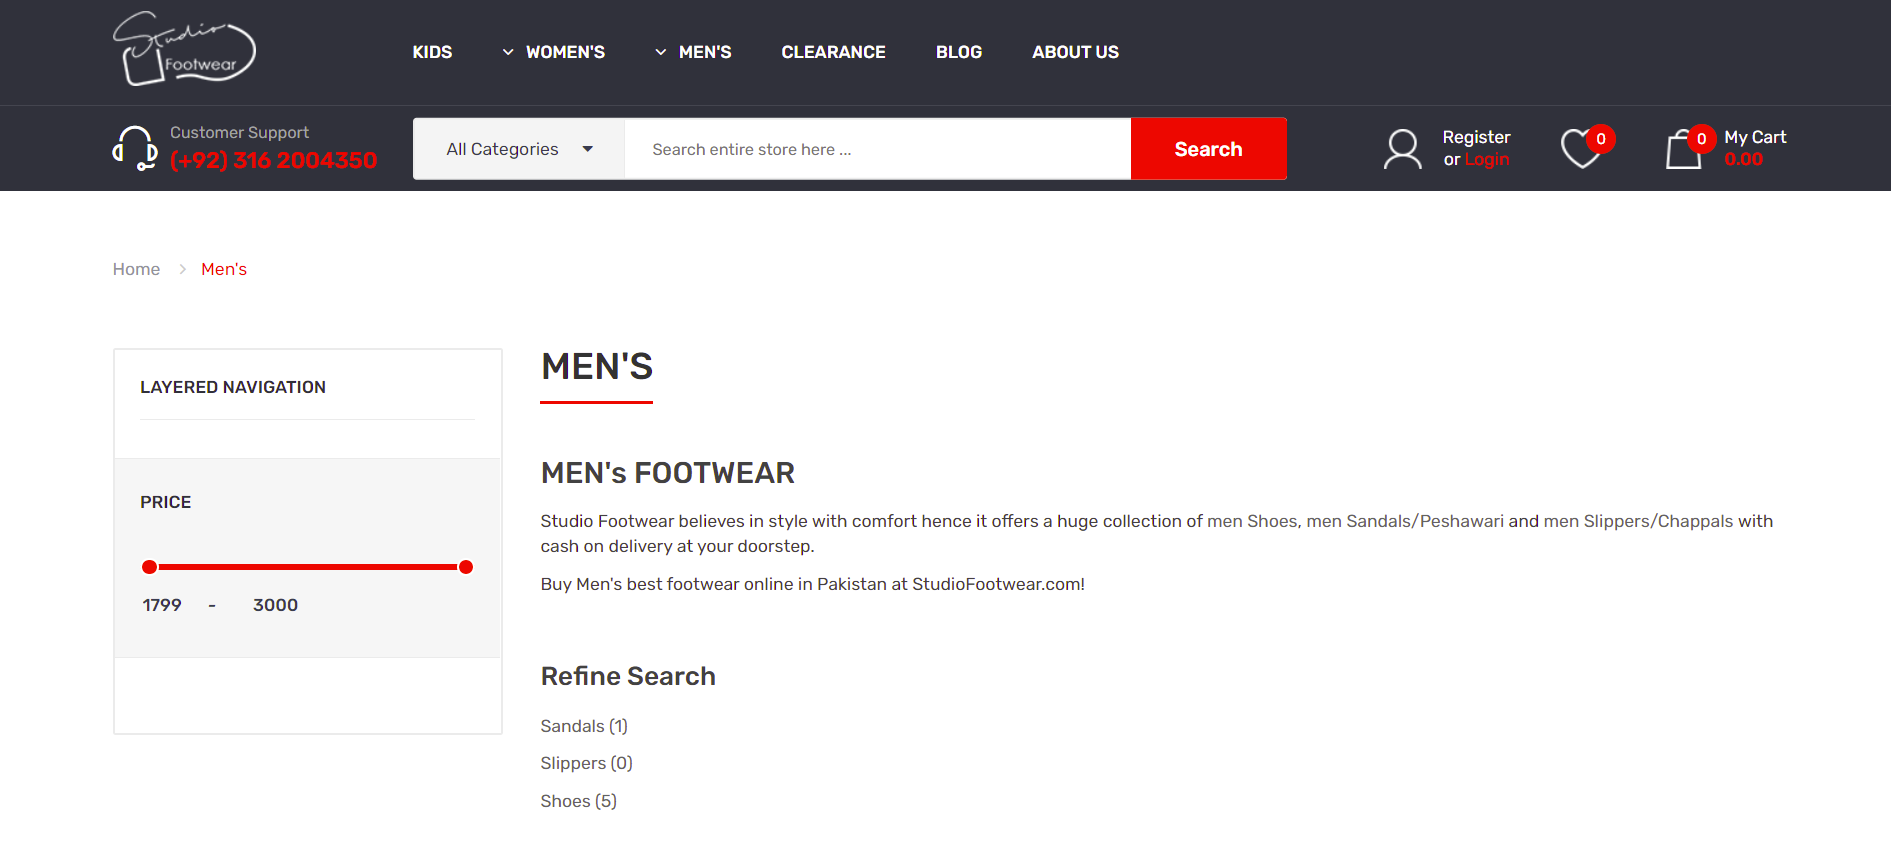 Studio
Footwear
KIDS WOMEN'S MEN'S CLEARANCE BLOG ABOUT US
Customer Support
(+92) 316 2004350
All Categories
Search entire store here ...
Search
Register
or Login
0
0
My Cart
0.00
Home > Men's
LAYERED NAVIGATION
PRICE
1799 - 3000
MEN'S
MEN's FOOTWEAR
Studio Footwear believes in style with comfort hence it offers a huge collection of men Shoes, men Sandals/Peshawari and men Slippers/Chappals with
cash on delivery at your doorstep.
Buy Men's best footwear online in Pakistan at StudioFootwear.com!
Refine Search
Sandals (1)
Slippers (0)
Shoes (5)